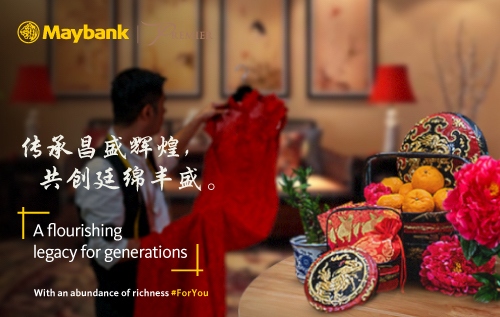 Maybank
传承昌盛辉煌，
共创廷绵丰盛。
A flourishing
legacy for generations
With an abundance of richness #ForYou